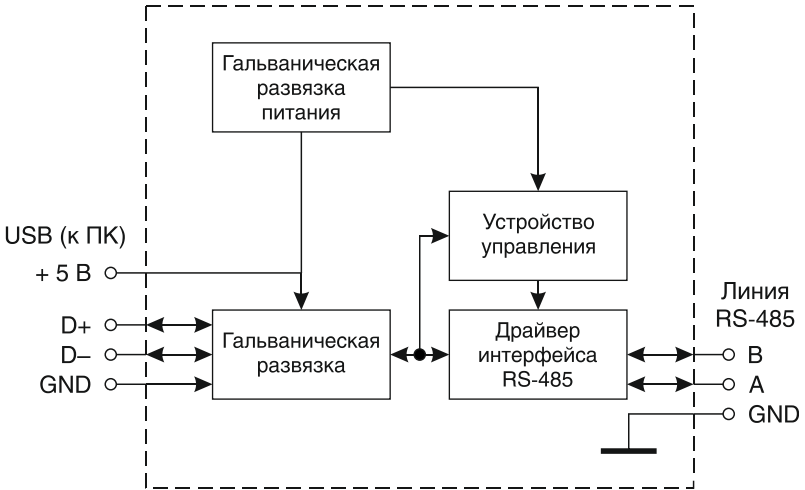 Гальваническая
развязка
питания
Устройство
управления
USB (к ПК)
+ 5 В
D+
D–
GND
Гальваническая
развязка
Драйвер
интерфейса
RS-485
Линия
RS-485
B
A
GND